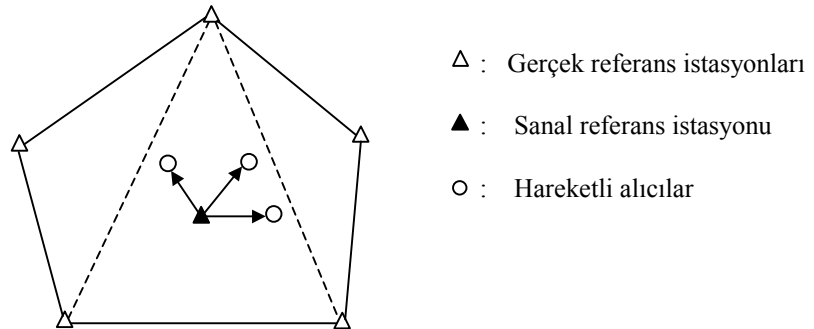 : Gerçek referans istasyonları
: Sanal referans istasyonu
: Hareketli alıcılar